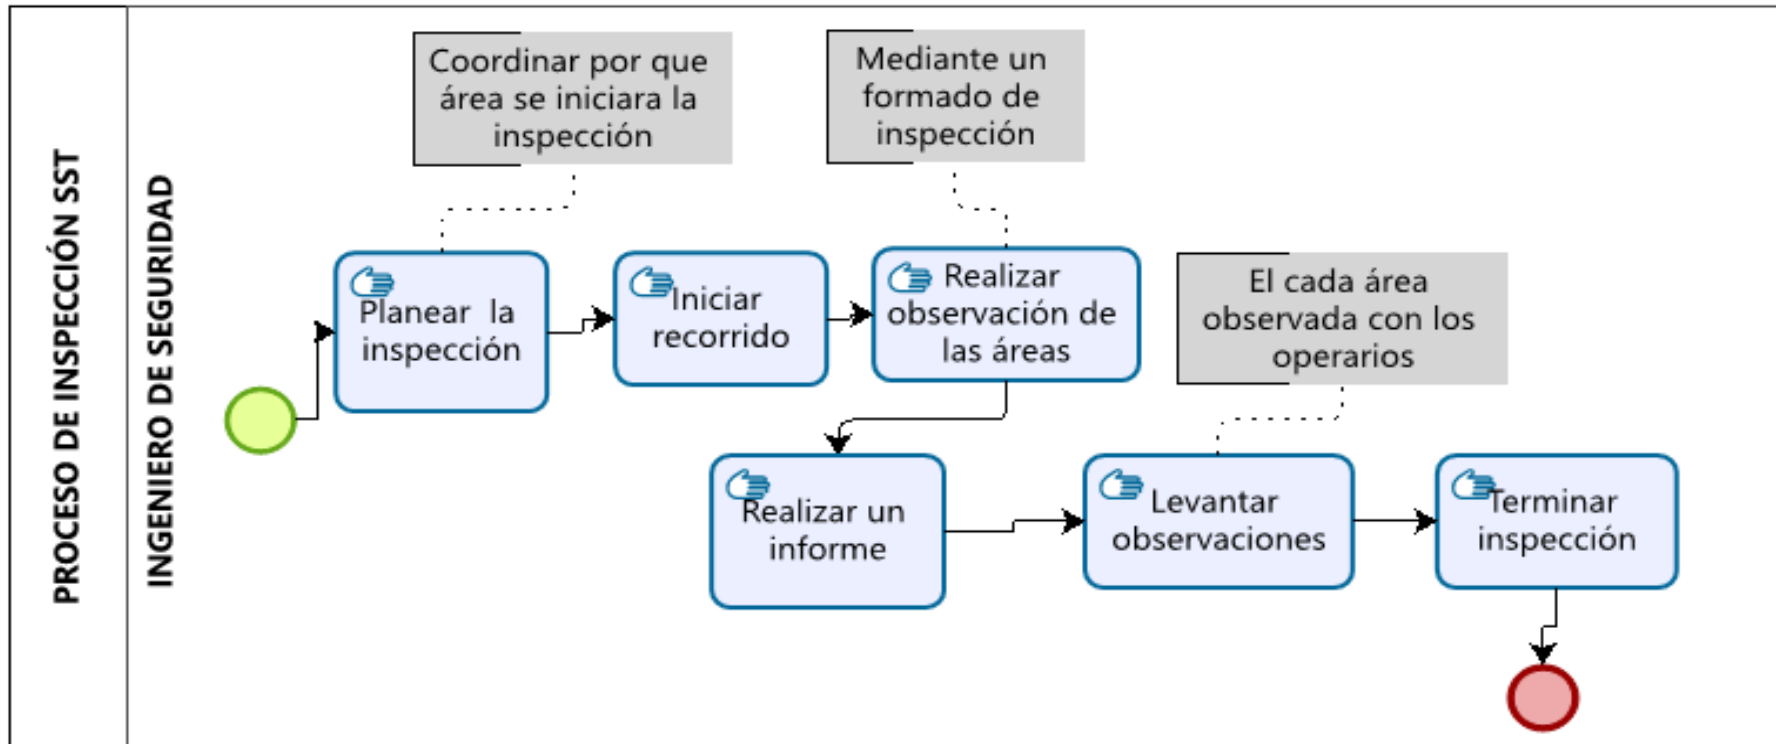 PROCESO DE INSPECCIÓN SST
INGENIERO DE SEGURIDAD
Coordinar por que
área se iniciara la
inspección
Mediante un
formado de
inspección
Planear la
inspección
Iniciar
recorrido
Realizar
observación de
las áreas
El cada área
observada con los
operarios
Realizar un
informe
Levantar
observaciones
Terminar
inspección